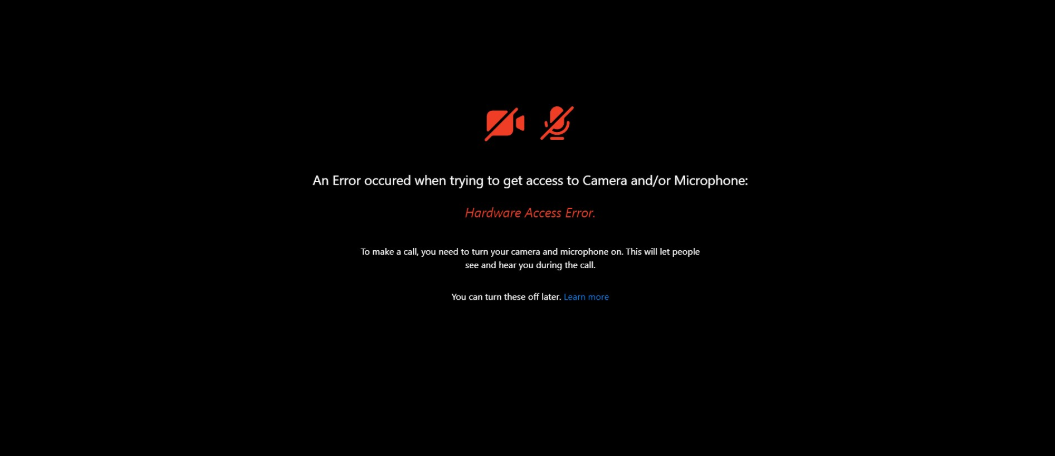 An Error occured when trying to get access to Camera and/or Microphone:
Hardware Access Error.
To make a call, you need to turn your camera and microphone on. This will let people
see and hear you during the call.
You can turn these off later. Learn more